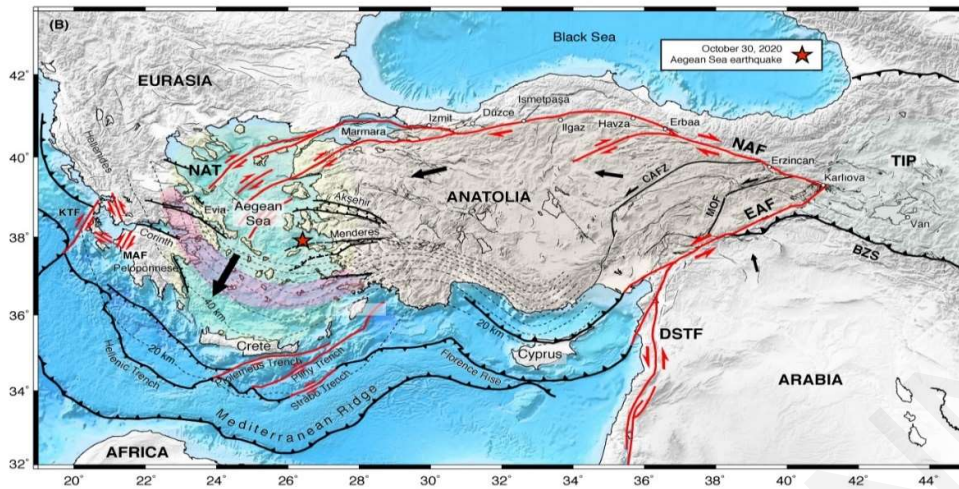 (B)
Black Sea
October 30, 2020
Aegean Sea earthquake
42°
EURASIA
Ismetpaşa
Düzce
Izmit
Marmara
Ilgaz
Havza
Erbaa
40°
NAT
NAF
Erzincan
TIP
Hellenides
Karlıova
CAFZ
ANATOLIA
Akşehir
MOF
EAF
Van
KTF
Evia
Aegean
Sea
Menderes
38°
Corinth
MAF
Peloponnese
BZS
40 km
36°
20 km
20 km
DSTF
Crete
Cyprus
Ptolemeus Trench
Pliny Trench
Strabo Trench
Hellenic Trench
Florence Rise
34°
ARABIA
Mediterranean Ridge
AFRICA
32°
20° 22° 24° 26° 28° 30° 32° 34° 36° 38° 40° 42° 44°